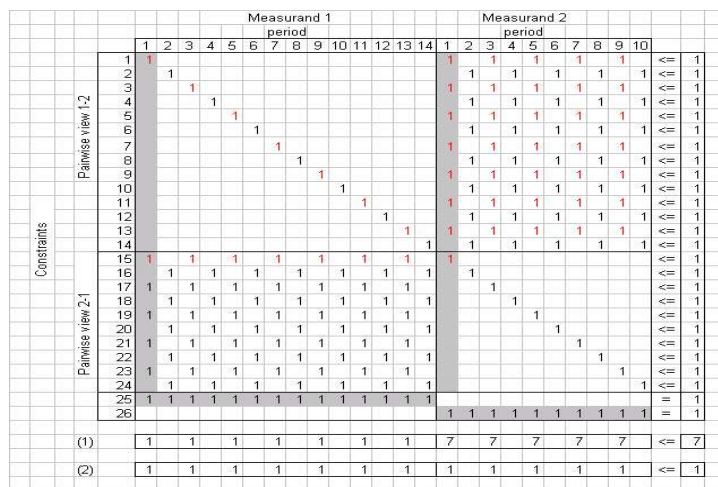 Measurand 1 Measurand 2
period period
1 2 3 4 5 6 7 8 9 10 11 12 13 14 1 2 3 4 5 6 7 8 9 10
Constraints
Pairwise view 1-2
1 1 1 1 1 1 1 <= 1
2 1 1 1 1 1 1 <= 1
3 1 1 1 1 1 1 <= 1
4 1 1 1 1 1 1 <= 1
5 1 1 1 1 1 1 <= 1
6 1 1 1 1 1 1 <= 1
7 1 1 1 1 1 1 <= 1
8 1 1 1 1 1 1 <= 1
9 1 1 1 1 1 1 <= 1
10 1 1 1 1 1 1 <= 1
11 1 1 1 1 1 1 <= 1
12 1 1 1 1 1 1 <= 1
13 1 1 1 1 1 1 <= 1
14 1 1 1 1 1 1 <= 1
Pairwise view 2-1
15 1 1 1 1 1 1 1 1 <= 1
16 1 1 1 1 1 1 1 1 <= 1
17 1 1 1 1 1 1 1 1 <= 1
18 1 1 1 1 1 1 1 1 <= 1
19 1 1 1 1 1 1 1 1 <= 1
20 1 1 1 1 1 1 1 1 <= 1
21 1 1 1 1 1 1 1 1 <= 1
22 1 1 1 1 1 1 1 1 <= 1
23 1 1 1 1 1 1 1 1 <= 1
24 1 1 1 1 1 1 1 1 <= 1
25 1 1 1 1 1 1 1 1 1 1 1 1 1 1 = 1
26 1 1 1 1 1 1 1 1 1 1 = 1
(1) 1 1 1 1 1 1 1 7 7 7 7 7 <= 7
(2) 1 1 1 1 1 1 1 1 1 1 1 1 <= 1